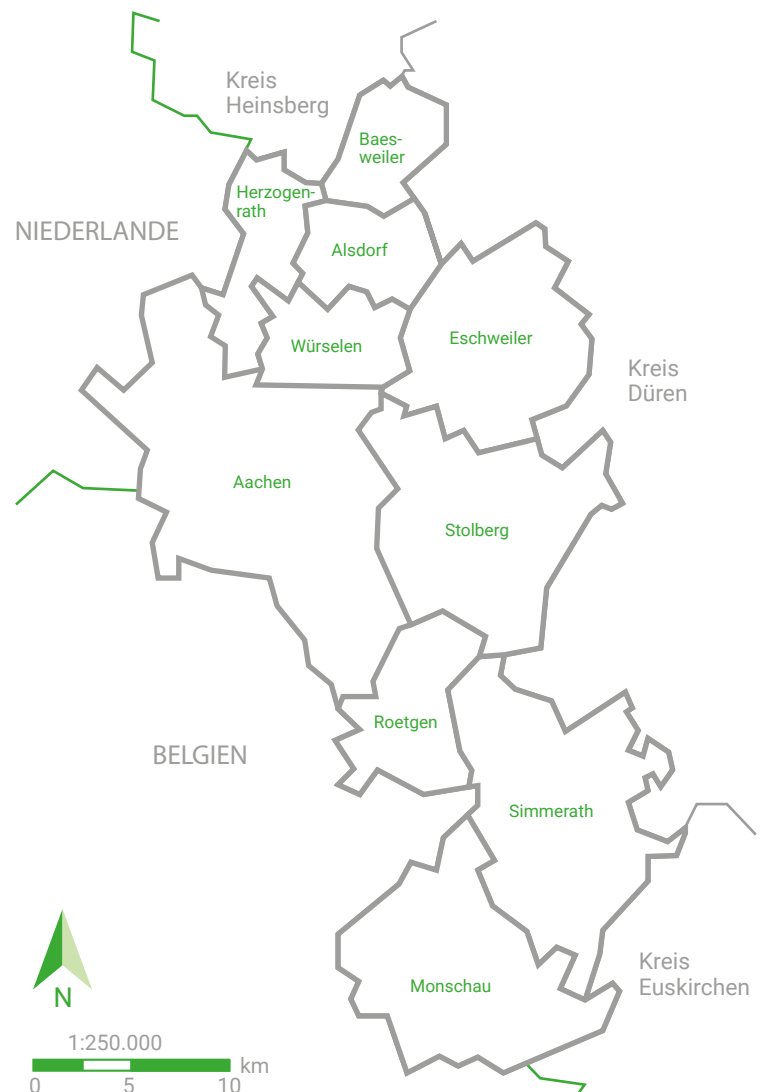 Kreis
Heinsberg
Baes-
weiler
Herzogen-
rath
NIEDERLANDE
Alsdorf
Würselen
Eschweiler
Kreis
Düren
Aachen
Stolberg
Roetgen
BELGIEN
Simmerath
Monschau
Kreis
Euskirchen
N
1:250.000
km
0 5 10